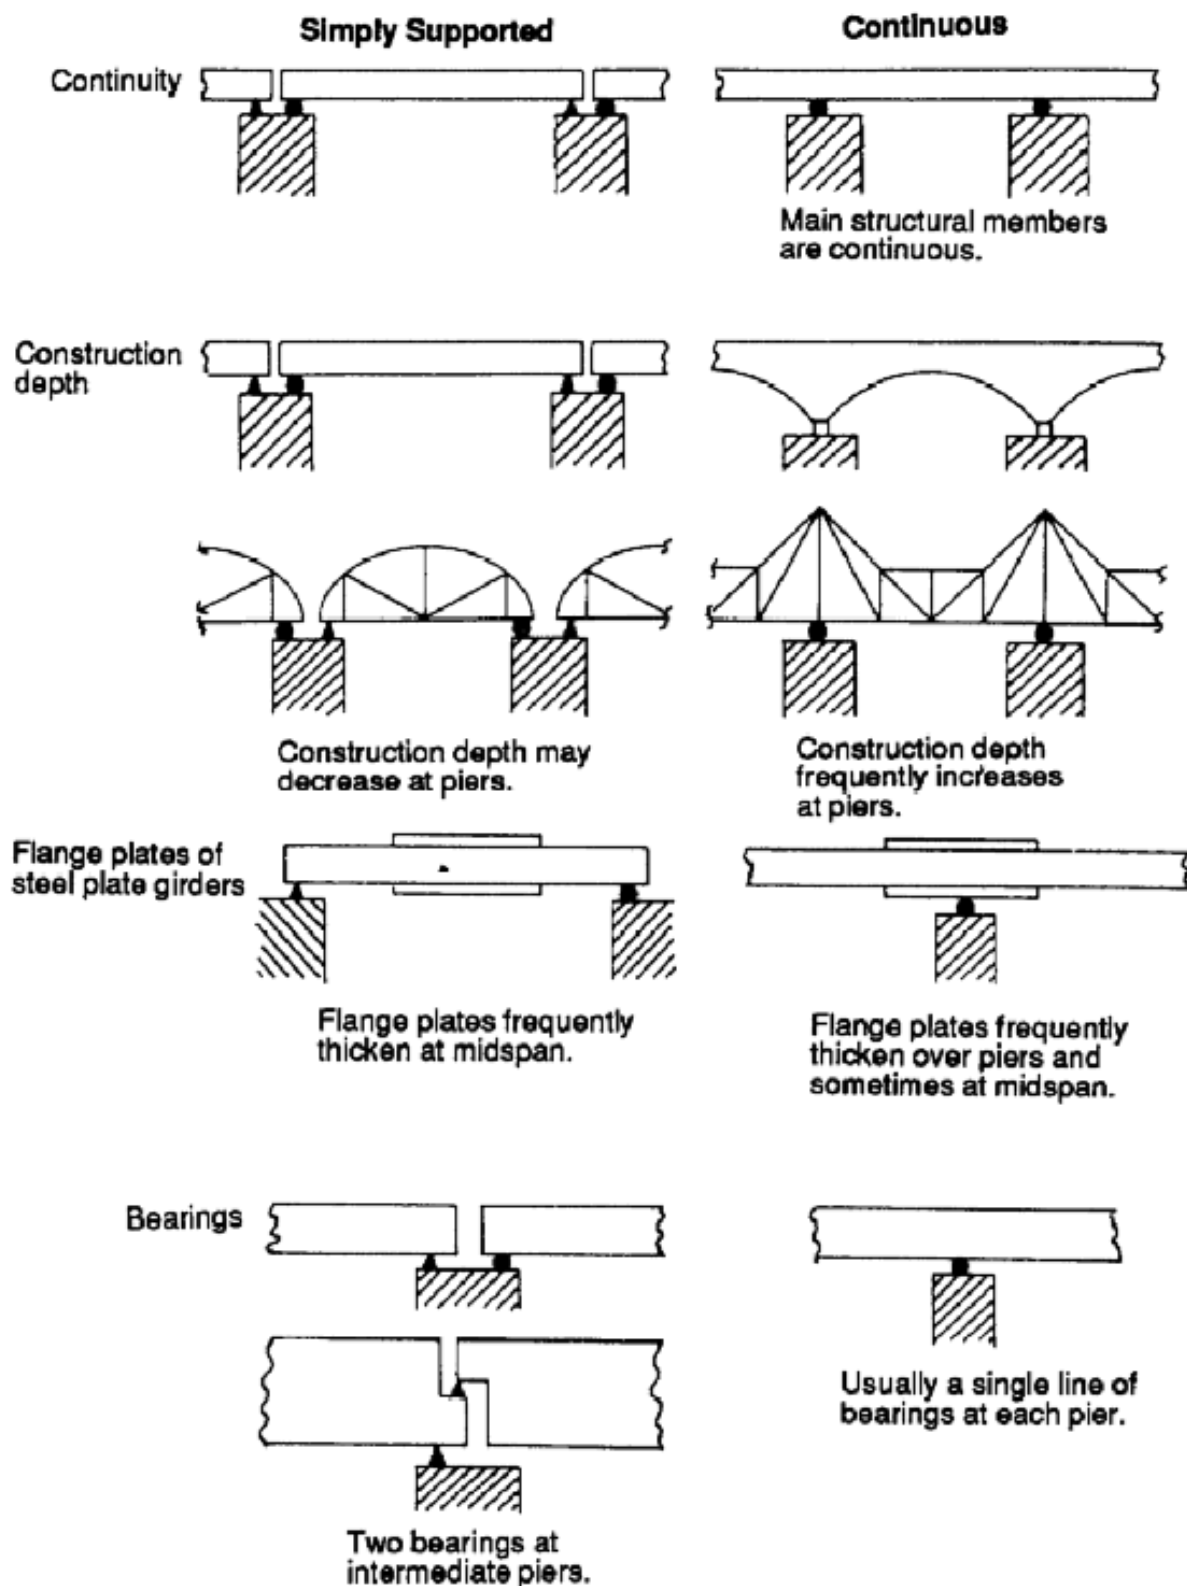 Simply Supported
Continuous
Continuity
Main structural members
are continuous.
Construction
depth
Construction depth may
decrease at piers.
Construction depth
frequently increases
at piers.
Flange plates of
steel plate girders
Flange plates frequently
thicken at midspan.
Flange plates frequently
thicken over piers and
sometimes at midspan.
Bearings
Usually a single line of
bearings at each pier.
Two bearings at
intermediate piers.